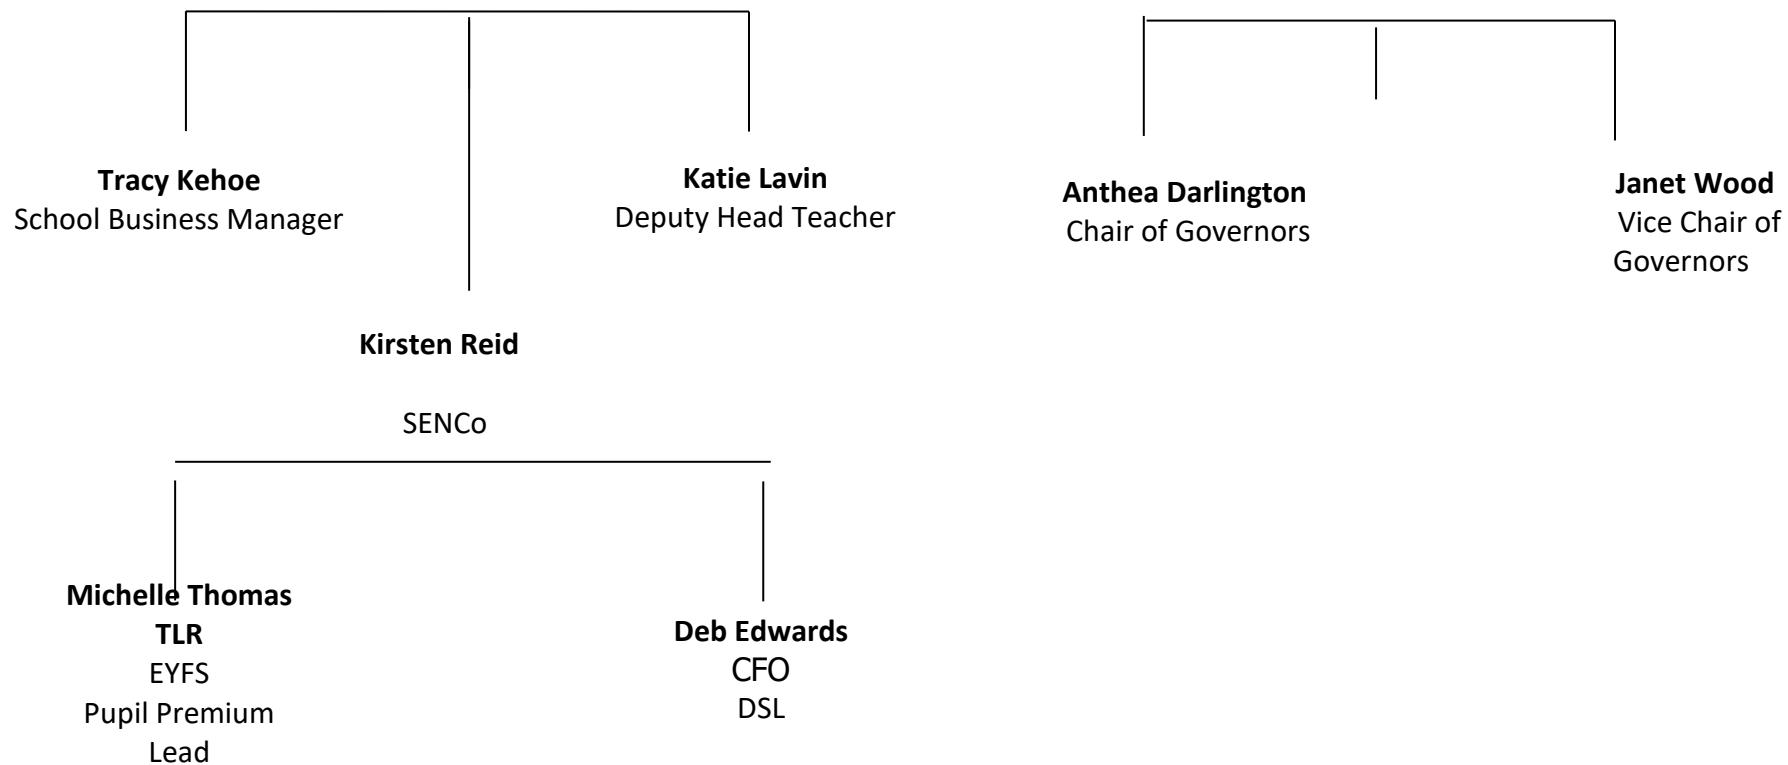 Tracy Kehoe
School Business Manager
Katie Lavin
Deputy Head Teacher
Anthea Darlington
Chair of Governors
Janet Wood
Vice Chair of
Governors
Kirsten Reid
SENCo
Michelle Thomas
TLR
EYFS
Pupil Premium
Lead
Deb Edwards
CFO
DSL